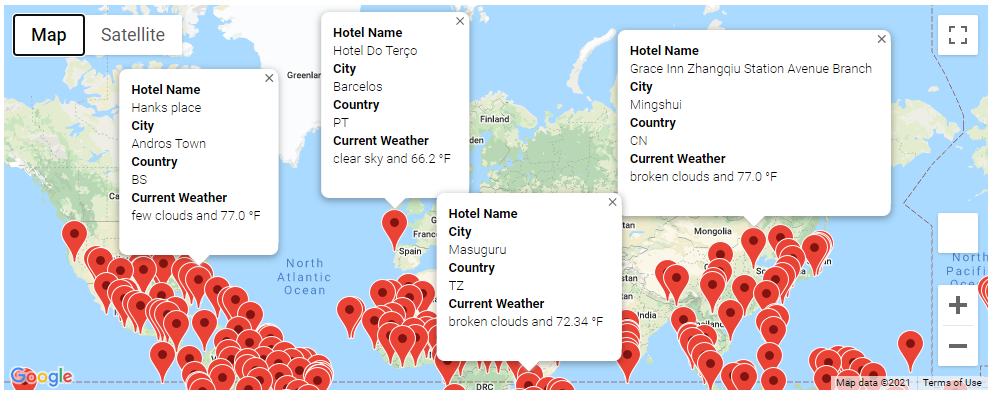 Map
Satellite
Hotel Name
Hanks place
City
Andros Town
Country
BS
Current Weather
few clouds and 77.0 °F
Hotel Name
Hotel Do Terço
City
Barcelos
Country
PT
Current Weather
clear sky and 66.2 °F
Hotel Name
Grace Inn Zhangqiu Station Avenue Branch
City
Mingshui
Country
CN
Current Weather
broken clouds and 77.0 °F
Hotel Name
City
Masuguru
Country
TZ
Current Weather
broken clouds and 72.34 °F
Greenlan
Finland
Spain
Mongolia
India
Thailand
DRC
North
Atlantic
Ocean
North
Pacific
Ocean
Google
Map data ©2021
Terms of Use